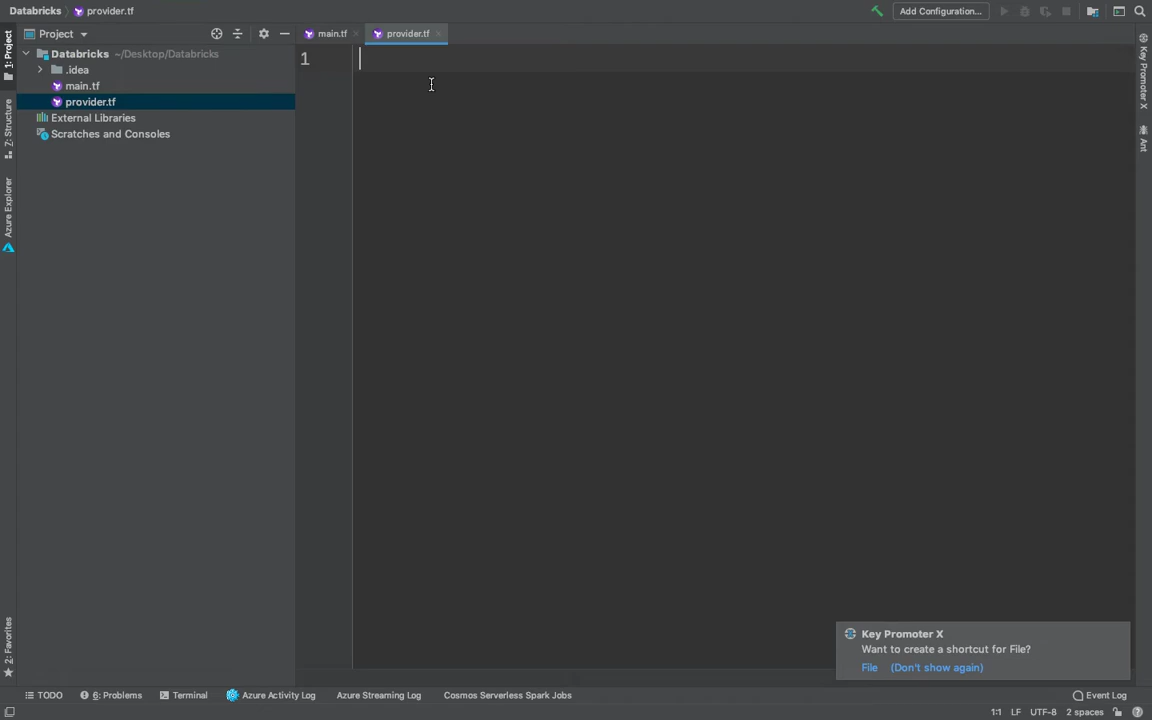 Databricks provider.tf
Add Configuration...
Project
main.tf
provider.tf
1: Project
Databricks ~/Desktop/Databricks
.idea
main.tf
provider.tf
External Libraries
Scratches and Consoles
1
Z: Structure
Azure Explorer
2: Favorites
Key Promoter X
Ant
Key Promoter X
Want to create a shortcut for File?
File (Don't show again)
TODO
6: Problems
Terminal
Azure Activity Log
Azure Streaming Log
Cosmos Serverless Spark Jobs
Event Log
1:1 LF UTF-8 2 spaces